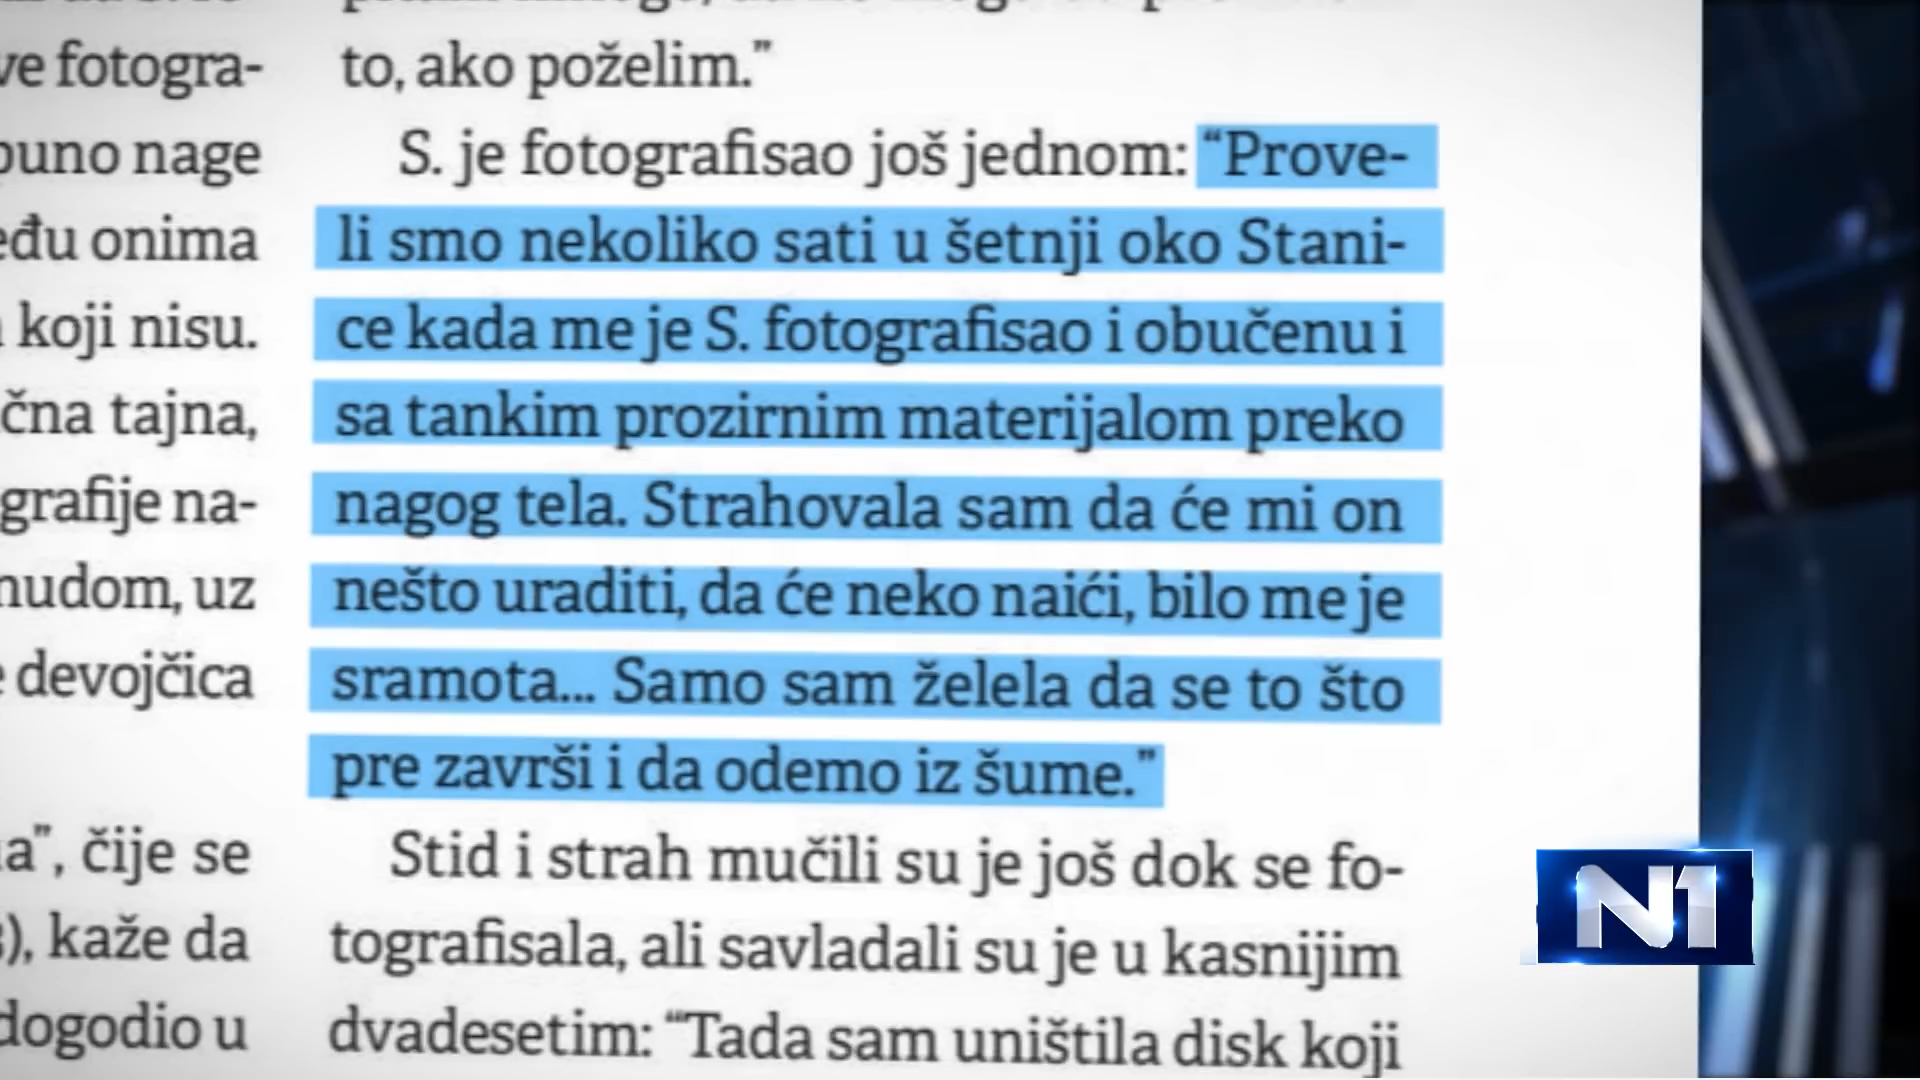 ve fotogra-
puno nage
eđu onima
koji nisu.
čna tajna,
grafije na-
nudom, uz
devojčica
a”, čije se
kaže da
dogodio u
to, ako poželim.”
S. je fotografisao još jednom: “Prove-
li smo nekoliko sati u šetnji oko Stani-
ce kada me je S. fotografisao i obučenu i
sa tankim prozirnim materijalom preko
nagog tela. Strahovala sam da će mi on
nešto uraditi, da će neko naići, bilo me je
sramota... Samo sam želela da se to što
pre završi i da odemo iz šume.”
Stid i strah mučili su je još dok se fo-
tografisala, ali savladali su je u kasnijim
dvadesetim: “Tada sam uništila disk koji
N1